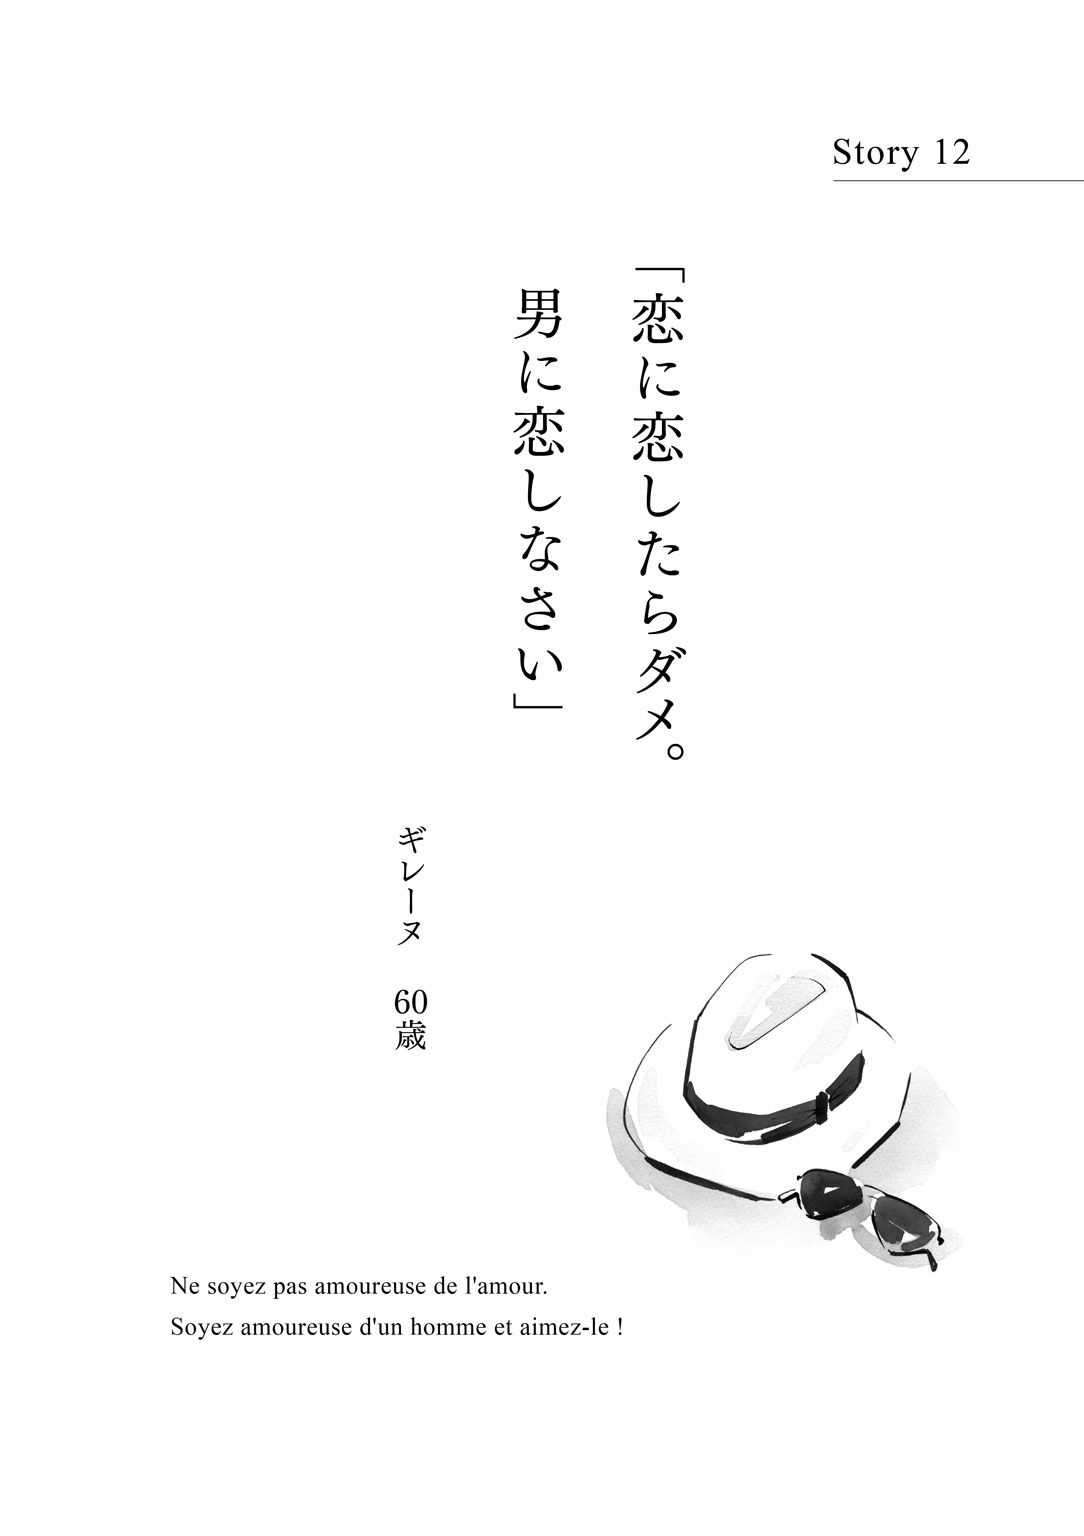 Story 12
「恋に恋したらダメ。
男に恋しなさい」
ギレーヌ　60歳
Ne soyez pas amoureuse de l'amour.
Soyez amoureuse d'un homme et aimez-le !